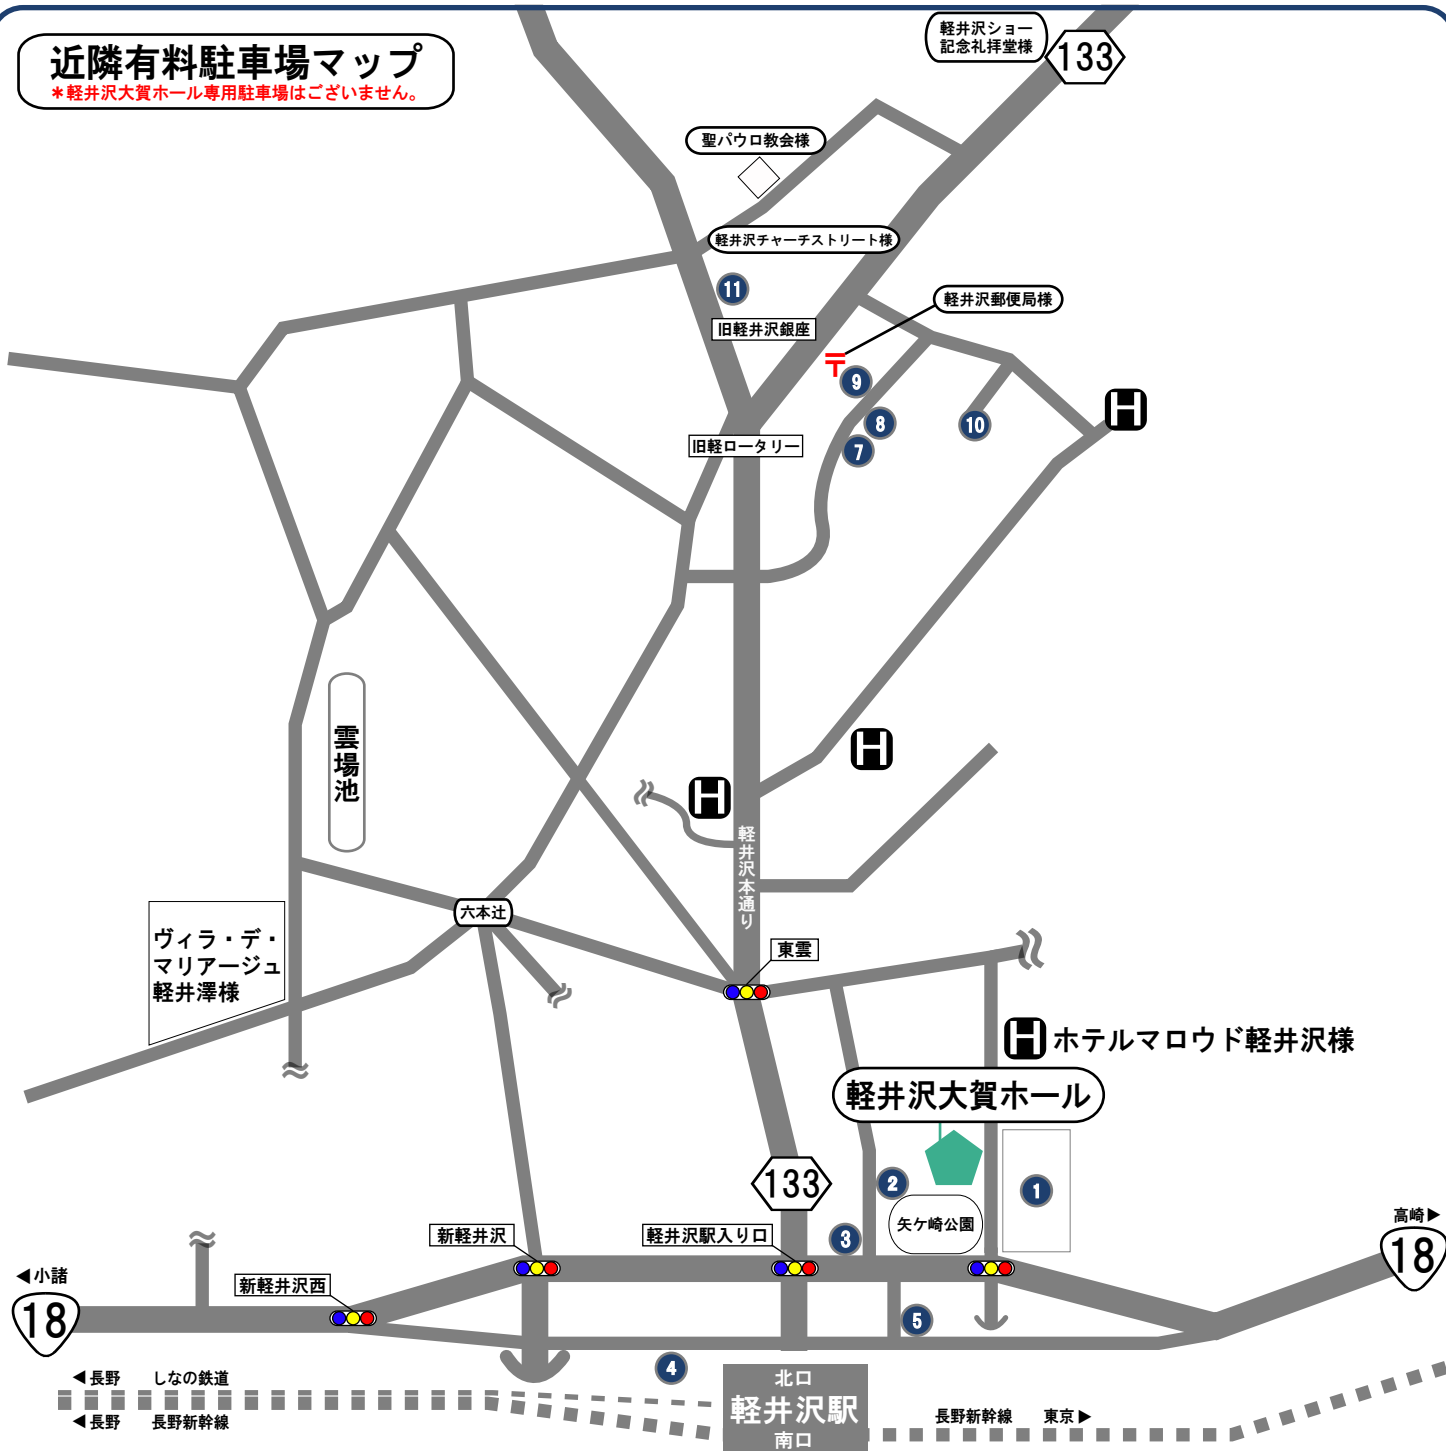 近隣有料駐車場マップ
*軽井沢大賀ホール専用駐車場はございません。
軽井沢ショー
記念礼拝堂様
133
聖パウロ教会様
軽井沢チャーチストリート様
11
軽井沢郵便局様
旧軽井沢銀座
〒
9
8
10
H
旧軽ロータリー
7
雲場池
H
H
軽井沢本通り
六本辻
ヴィラ・デ・
マリアージュ
軽井澤様
東雲
H ホテルマロウド軽井沢様
軽井沢大賀ホール
133
2
1
矢ケ崎公園
3
新軽井沢
軽井沢駅入り口
高崎▶
18
◀小諸
新軽井沢西
18
5
4
◀長野 しなの鉄道
◀長野 長野新幹線
北口
軽井沢駅
南口
長野新幹線 東京▶